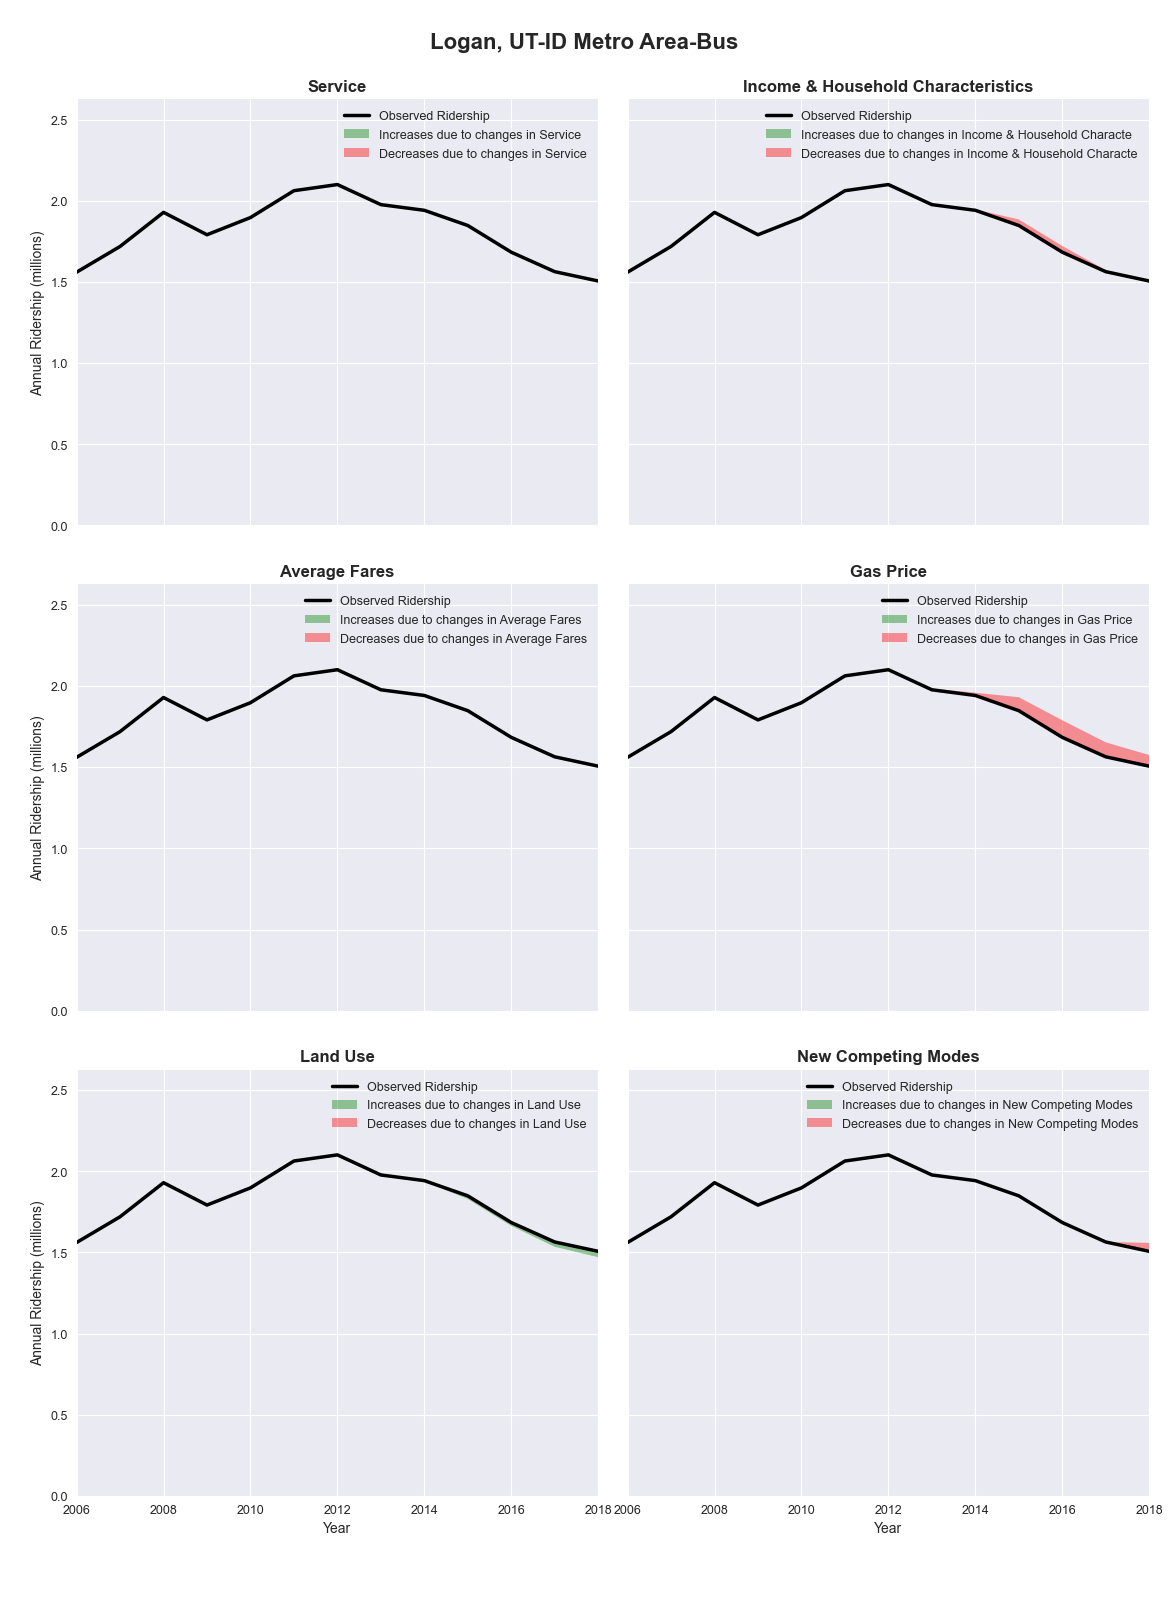 Logan, UT-ID Metro Area-Bus
Service
Observed Ridership
Increases due to changes in Service
Decreases due to changes in Service
2.5
2.0
1.5
1.0
0.5
0.0
Annual Ridership (millions)
Income & Household Characteristics
Observed Ridership
Increases due to changes in Income & Household Characte
Decreases due to changes in Income & Household Characte
Average Fares
Observed Ridership
Increases due to changes in Average Fares
Decreases due to changes in Average Fares
2.5
2.0
1.5
1.0
0.5
0.0
Annual Ridership (millions)
Gas Price
Observed Ridership
Increases due to changes in Gas Price
Decreases due to changes in Gas Price
Land Use
Observed Ridership
Increases due to changes in Land Use
Decreases due to changes in Land Use
2.5
2.0
1.5
1.0
0.5
0.0
Annual Ridership (millions)
2006 2008 2010 2012 2014 2016 2018
Year
New Competing Modes
Observed Ridership
Increases due to changes in New Competing Modes
Decreases due to changes in New Competing Modes
2006 2008 2010 2012 2014 2016 2018
Year